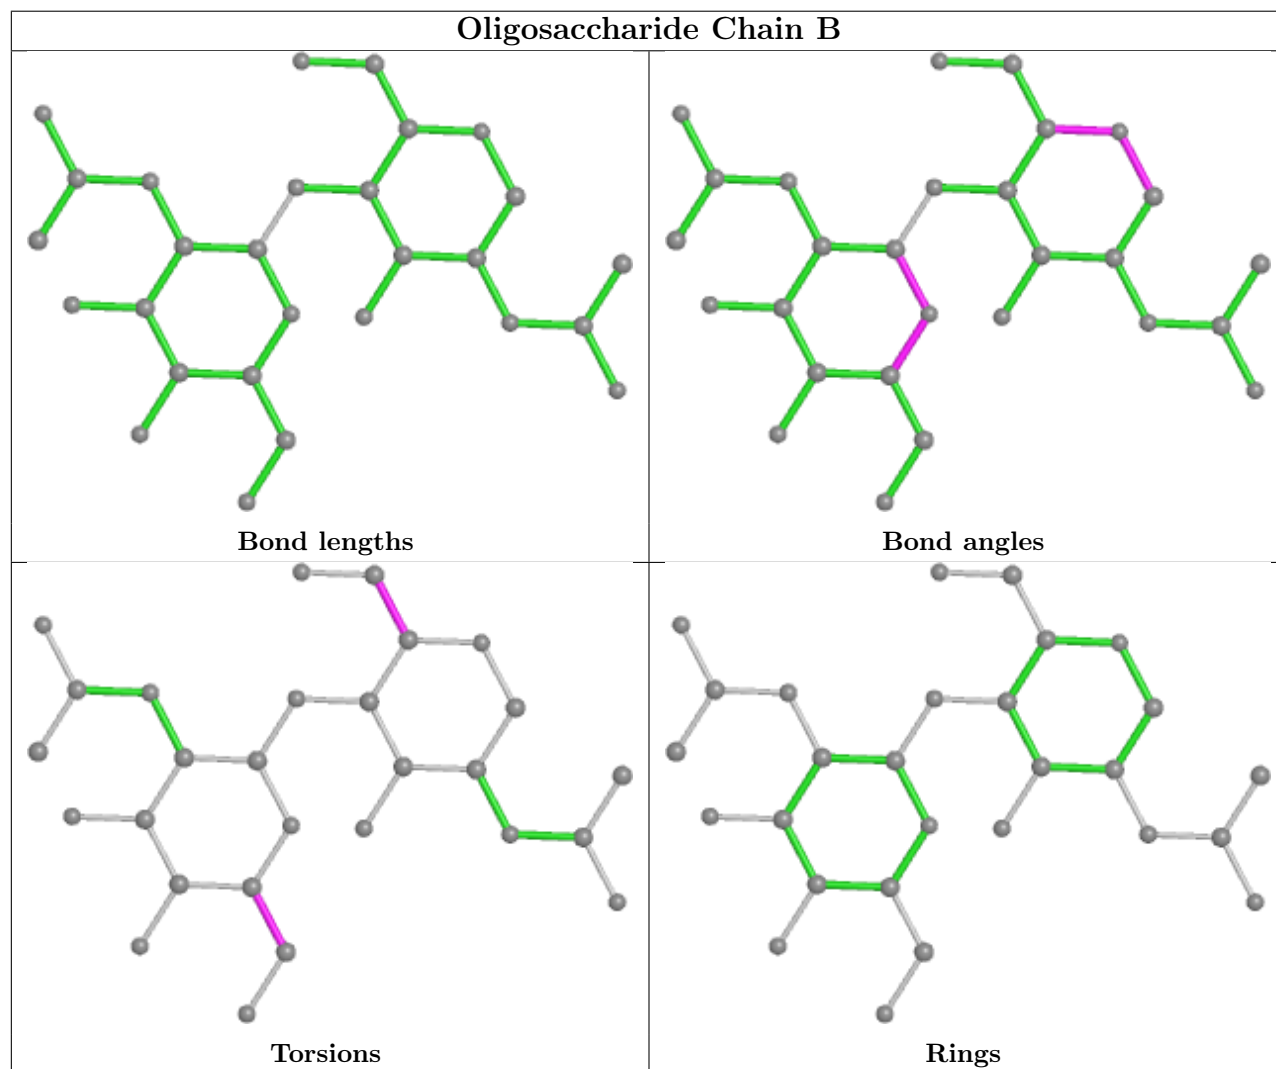 Oligosaccharide Chain B
Bond lengths
Bond angles
Torsions
Rings